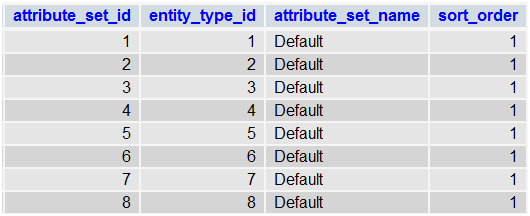 attribute_set_id entity_type_id attribute_set_name sort_order
1 1 Default 1
2 2 Default 1
3 3 Default 1
4 4 Default 1
5 5 Default 1
6 6 Default 1
7 7 Default 1
8 8 Default 1